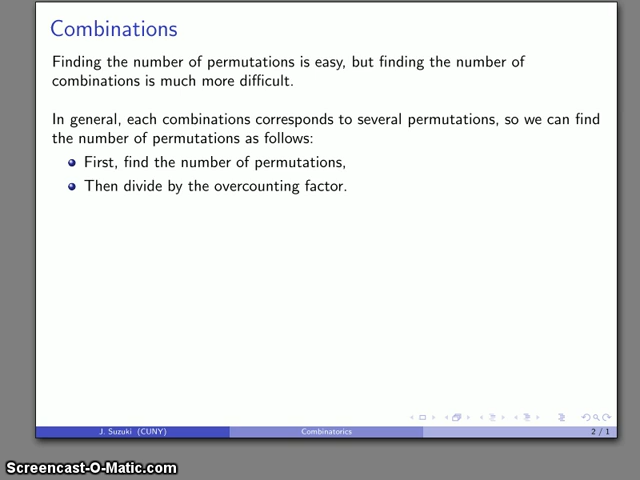 Combinations
Finding the number of permutations is easy, but finding the number of
combinations is much more difficult.
In general, each combinations corresponds to several permutations, so we can find
the number of permutations as follows:
First, find the number of permutations,
Then divide by the overcounting factor.
J. Suzuki (CUNY)
Combinatorics
2 / 1
Screencast-O-Matic.com